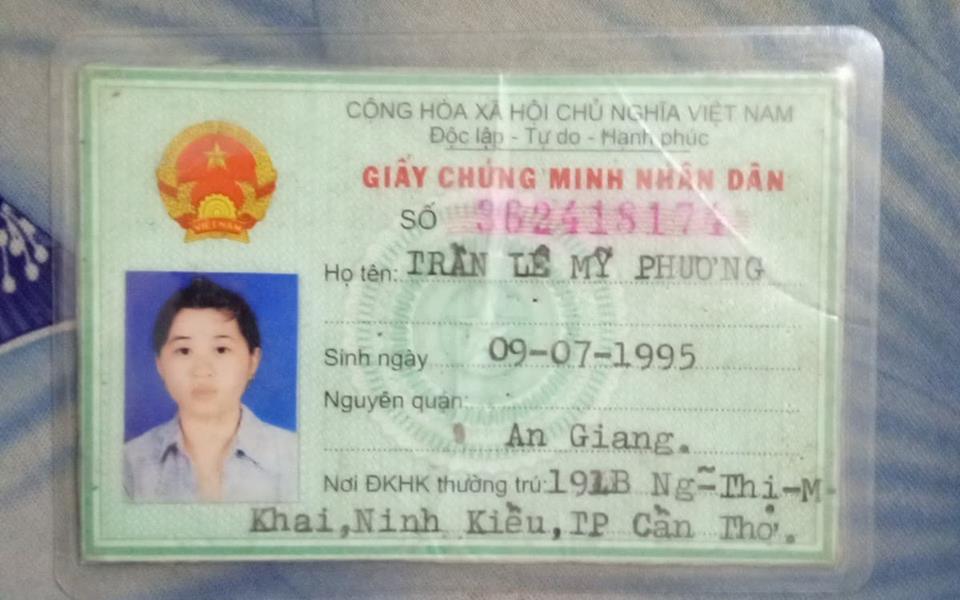 CỘNG HÒA XÃ HỘI CHỦ NGHĨA VIỆT NAM
Độc lập - Tự do - Hạnh phúc
GIẤY CHỨNG MINH NHÂN DÂN
SỐ 362418174
Họ tên: TRẦN LÊ MỸ PHƯƠNG
Sinh ngày 09-07-1995
Nguyên quán:
An Giang.
Nơi ĐKHK thường trú: 191B Ng~Thị-M-
Khai,Ninh Kiều,TP Cần Thơ.
VIỆT NAM